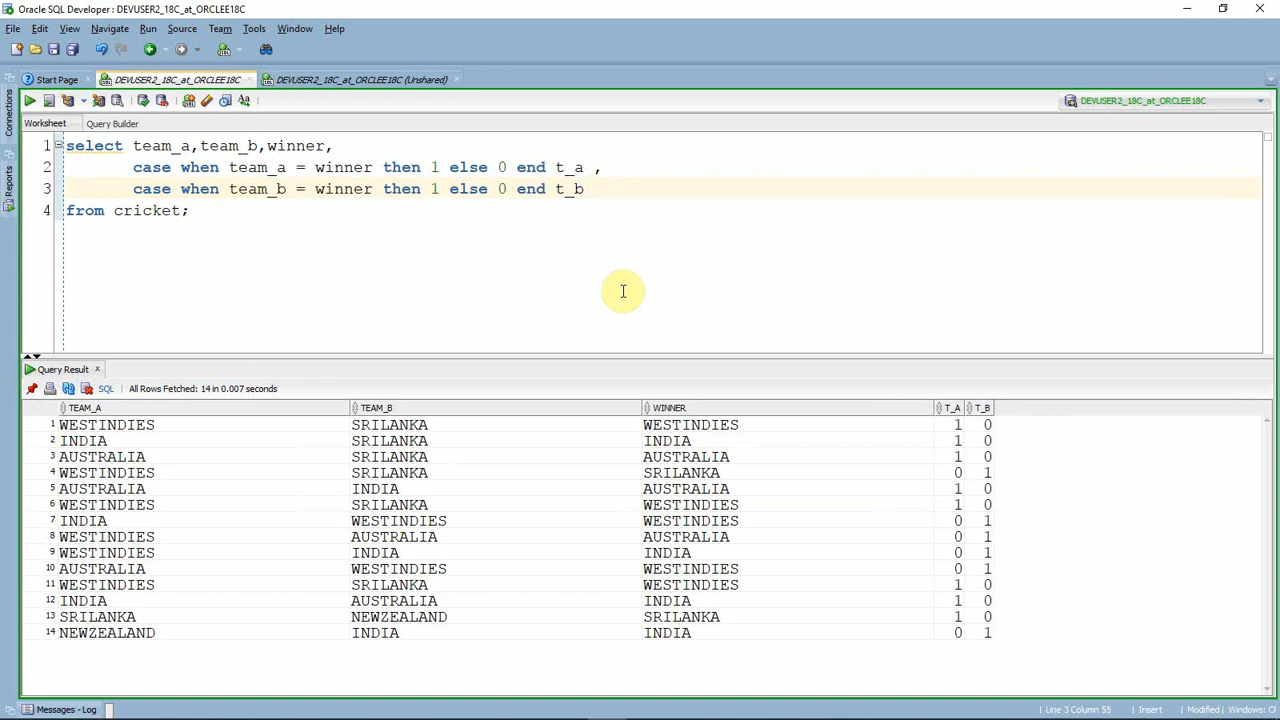 Oracle SQL Developer : DEVUSER2_18C_at_ORCLEE18C
File Edit View Navigate Run Source Team Tools Window Help
Start Page DEVUSER2_18C_at_ORCLEE18C DEVUSER2_18C_at_ORCLEE18C (Unshared)
DEVUSER2_18C_at_ORCLEE18C
Connections
Reports
Worksheet Query Builder
1 select team_a,team_b,winner,
2 case when team_a = winner then 1 else 0 end t_a ,
3 case when team_b = winner then 1 else 0 end t_b
4 from cricket;
Query Result
SQL All Rows Fetched: 14 in 0.007 seconds
TEAM_A TEAM_B WINNER T_A T_B
1 WESTINDIES SRILANKA WESTINDIES 1 0
2 INDIA SRILANKA INDIA 1 0
3 AUSTRALIA SRILANKA AUSTRALIA 1 0
4 WESTINDIES SRILANKA SRILANKA 0 1
5 AUSTRALIA INDIA AUSTRALIA 1 0
6 WESTINDIES SRILANKA WESTINDIES 1 0
7 INDIA WESTINDIES WESTINDIES 0 1
8 WESTINDIES AUSTRALIA AUSTRALIA 0 1
9 WESTINDIES INDIA INDIA 0 1
10 AUSTRALIA WESTINDIES WESTINDIES 0 1
11 WESTINDIES SRILANKA WESTINDIES 1 0
12 INDIA AUSTRALIA INDIA 1 0
13 SRILANKA NEWZEALAND SRILANKA 1 0
14 NEWZEALAND INDIA INDIA 0 1
Messages - Log
Line 3 Column 55 Insert Modified Windows: Cl